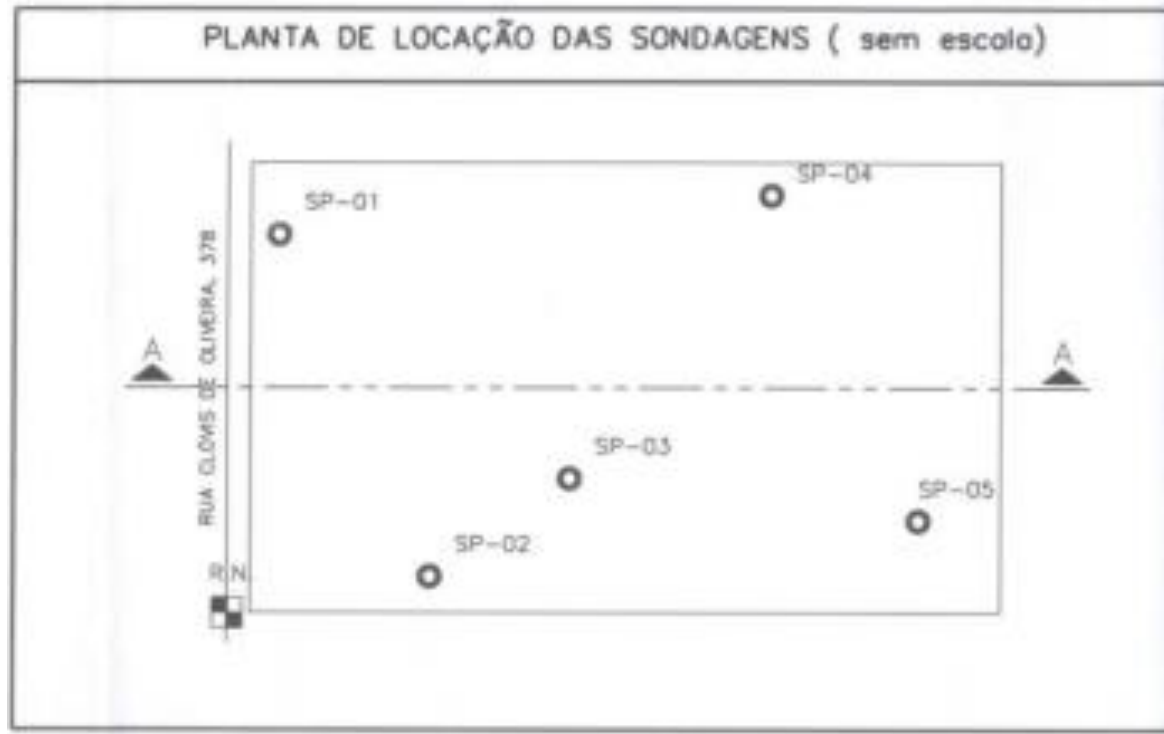 PLANTA DE LOCAÇÃO DAS SONDAGENS ( sem escala)
SP-01
SP-04
RUA CLOVIS DE OLIVEIRA, 378
A
A
SP-03
SP-05
SP-02
R N